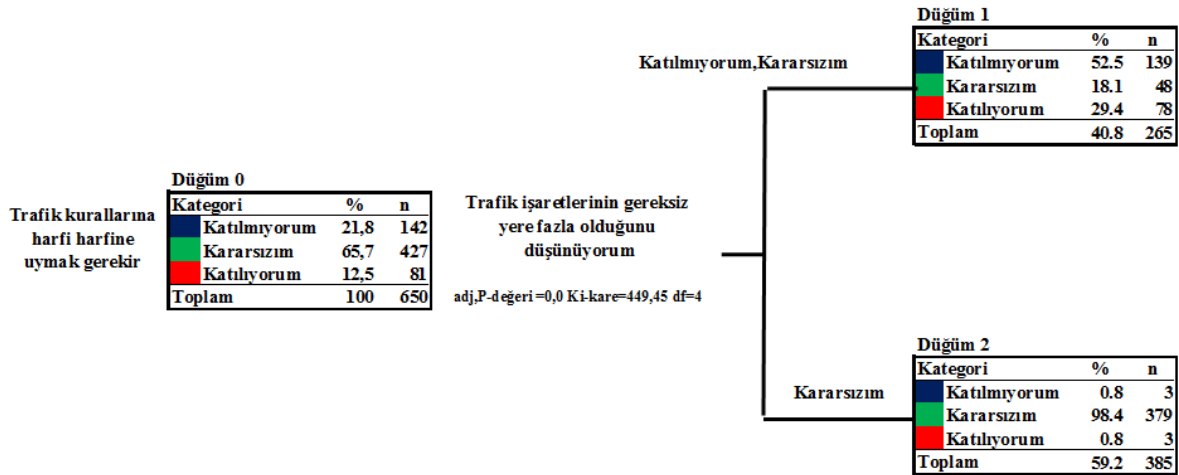 Trafik kurallarına
harfi harfine
uymak gerekir
Düğüm 0
Kategori % n
Katılmıyorum 21,8 142
Kararsızım 65,7 427
Katılıyorum 12,5 81
Toplam 100 650
Trafik işaretlerinin gereksiz
yere fazla olduğunu
düşünüyorum
adj,P-değeri=0,0 Ki-kare=449,45 df=4
Katılmıyorum,Kararsızım
Düğüm 1
Kategori % n
Katılmıyorum 52.5 139
Kararsızım 18.1 48
Katılıyorum 29.4 78
Toplam 40.8 265
Kararsızım
Düğüm 2
Kategori % n
Katılmıyorum 0.8 3
Kararsızım 98.4 379
Katılıyorum 0.8 3
Toplam 59.2 385